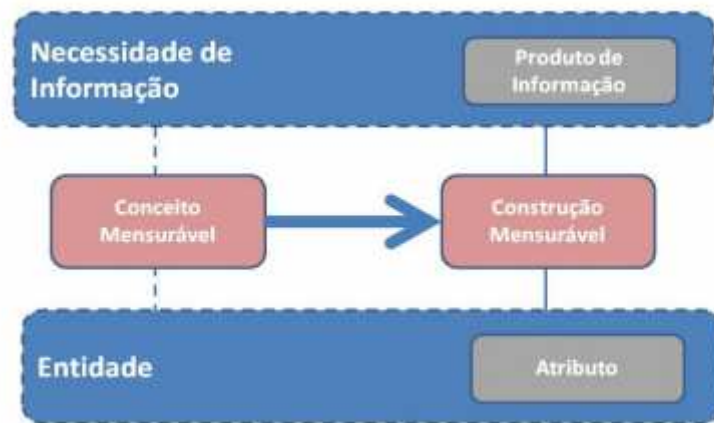 Necessidade de
Informação
Produto de
Informação
Conceito
Mensurável
Construção
Mensurável
Entidade
Atributo